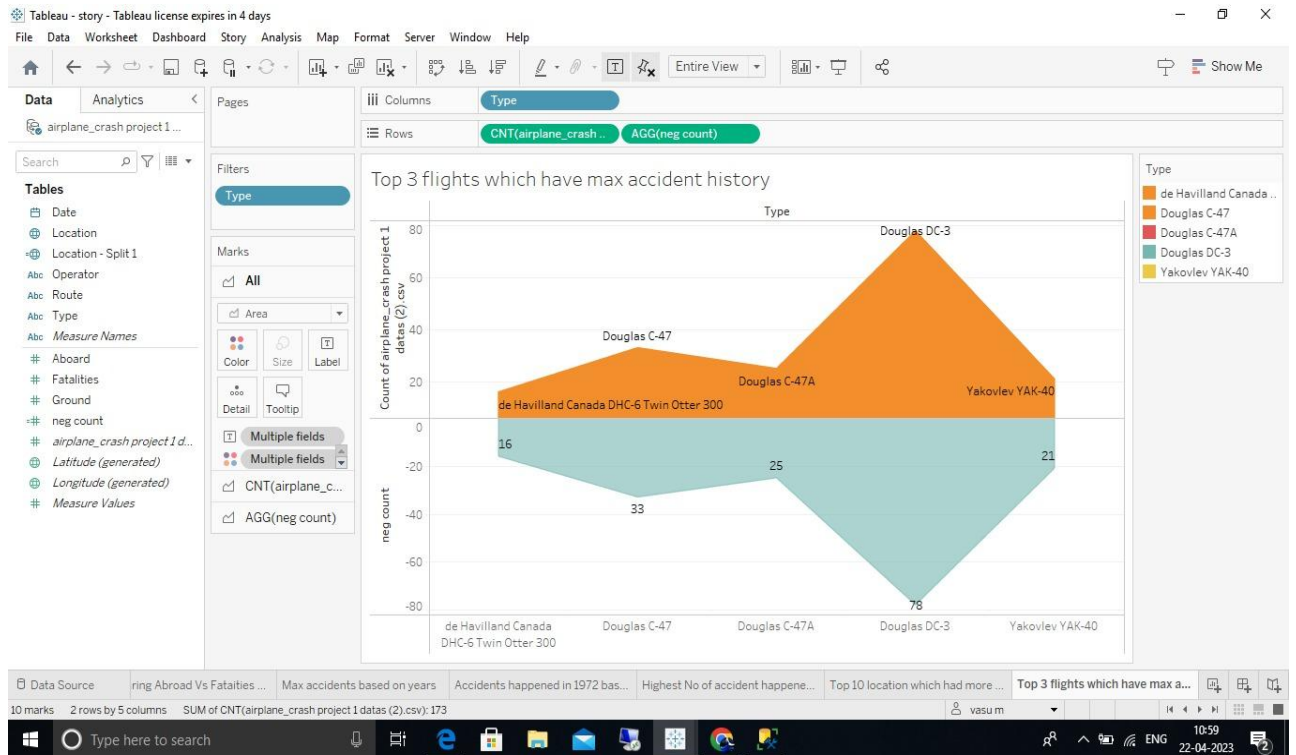 Tableau - story - Tableau license expires in 4 days
File Data Worksheet Dashboard Story Analysis Map Format Server Window Help
Entire View
Show Me
Data Analytics
airplane_crash project 1 ...
Search
Tables
Date
Location
Location - Split 1
Abc Operator
Abc Route
Abc Type
Abc Measure Names
# Aboard
# Fatalities
# Ground
=# neg count
# airplane_crash project 1 d...
Latitude (generated)
Longitude (generated)
# Measure Values
Pages
Filters
Type
Marks
All
Area
Color Size Label
Detail Tooltip
Multiple fields
Multiple fields
CNT(airplane_c...
AGG(neg count)
iii Columns Type
Rows CNT(airplane_crash .. AGG(neg count)
Top 3 flights which have max accident history
Type
Count of airplane_crash project 1
datas (2).csv
80
60
40
20
Douglas DC-3
Douglas C-47
Douglas C-47A
Yakovlev YAK-40
de Havilland Canada DHC-6 Twin Otter 300
neg count
0
-20
-40
-60
-80
16
33
25
78
21
de Havilland Canada
DHC-6 Twin Otter 300
Douglas C-47
Douglas C-47A
Douglas DC-3
Yakovlev YAK-40
Type
de Havilland Canada ..
Douglas C-47
Douglas C-47A
Douglas DC-3
Yakovlev YAK-40
Data Source ring Abroad Vs Fataities ... Max accidents based on years Accidents happened in 1972 bas... Highest No of accident happene... Top 10 location which had more ... Top 3 flights which have max a...
10 marks 2 rows by 5 columns SUM of CNT(airplane_crash project 1 datas (2).csv): 173 vasu m
Type here to search
ENG
10:59
22-04-2023
2